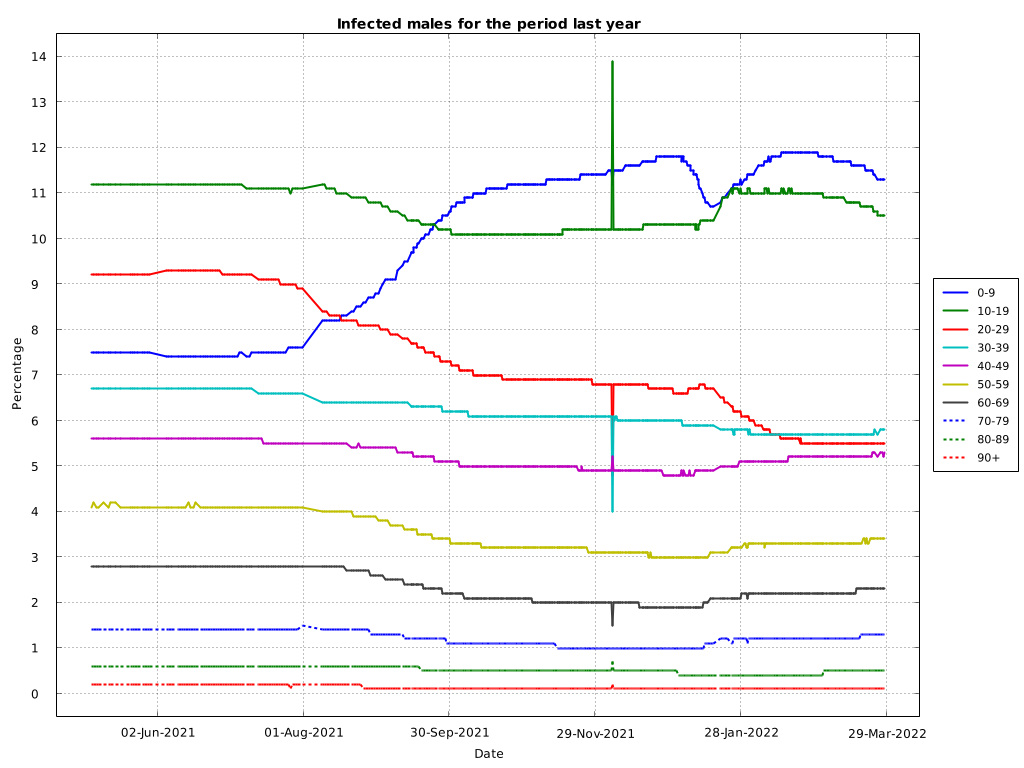 Infected males for the period last year
14
13
12
11
10
9
8
7
6
5
4
3
2
1
0
Percentage
02-Jun-2021
01-Aug-2021
30-Sep-2021
29-Nov-2021
28-Jan-2022
29-Mar-2022
Date
0-9
10-19
20-29
30-39
40-49
50-59
60-69
70-79
80-89
90+